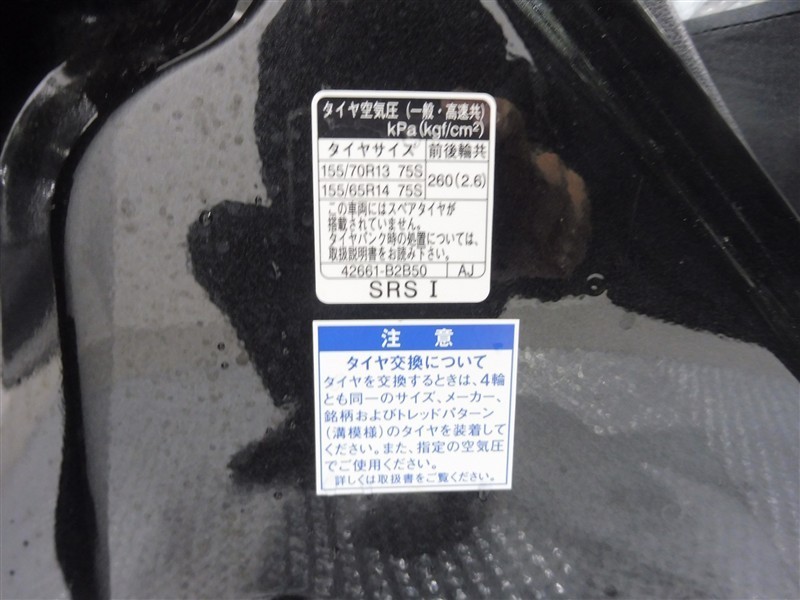 タイヤ空気圧 (一般・高速共)
kPa(kgf/cm²)
タイヤサイズ 前後輪共
155/70R13 75S
260(2.6)
155/65R14 75S
この車両にはスペアタイヤが
搭載されていません。
タイヤパンク時の処置については、
取扱説明書をお読み下さい。
42661-B2B50 AJ
SRS I
注 意
タイヤ交換について
タイヤを交換するときは、4輪
とも同一のサイズ、メーカー、
銘柄およびトレッドパターン
(溝模様)のタイヤを装着して
ください。また、指定の空気圧
でご使用ください。
詳しくは取扱書をご覧ください。